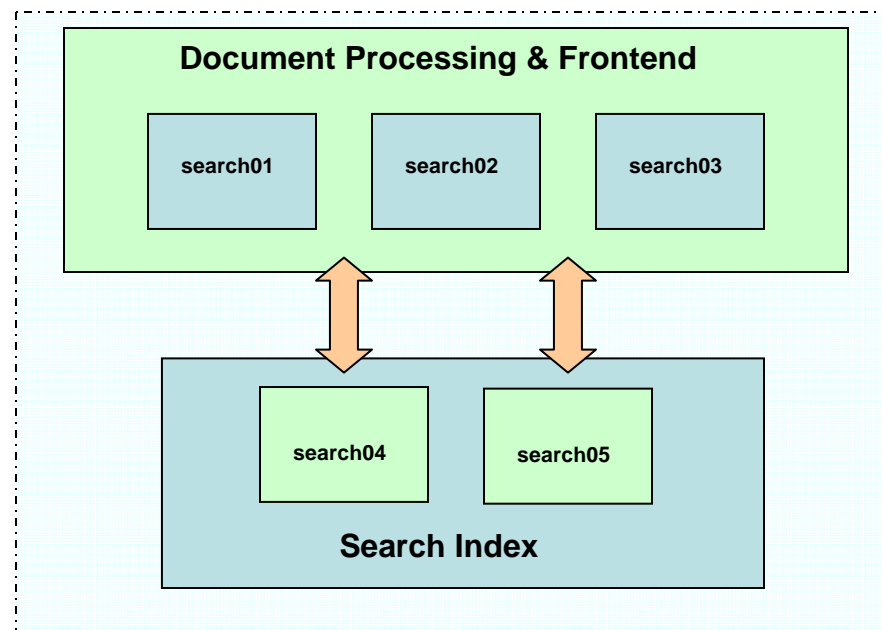 Document Processing & Frontend
search01
search02
search03
search04
search05
Search Index